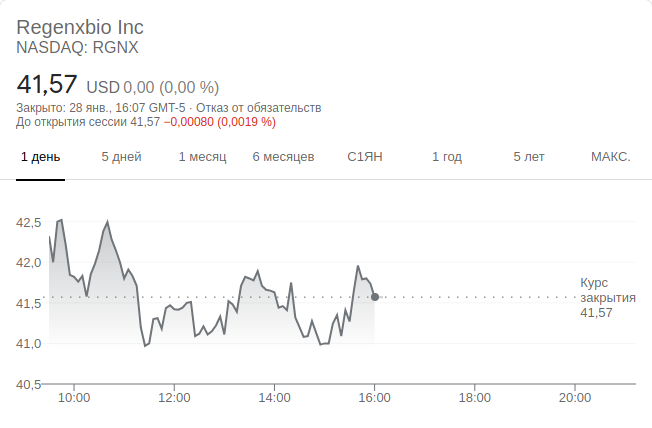 Regenxbio Inc
NASDAQ: RGNX
41,57 USD 0,00 (0,00 %)
Закрыто: 28 янв., 16:07 GMT-5 · Отказ от обязательств
До открытия сессии 41,57 −0,00080 (0,0019 %)
1 день 5 дней 1 месяц 6 месяцев С1ЯН 1 год 5 лет МАКС.
42,5
42,0
41,5
41,0
40,5
Курс
закрытия
41,57
10:00 12:00 14:00 16:00 18:00 20:00